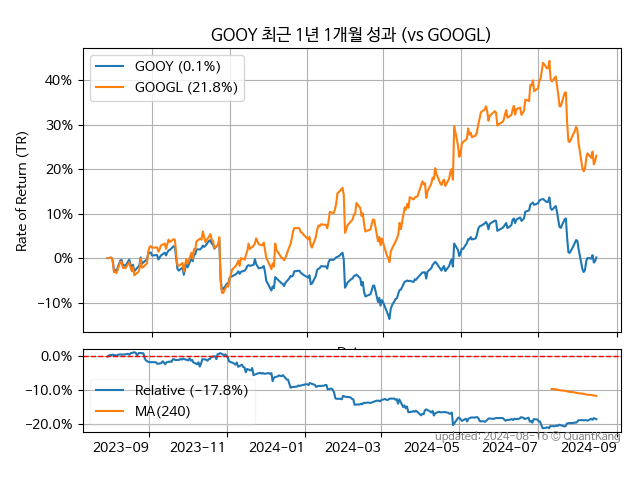 GOOY 최근 1년 1개월 성과 (vs GOOGL)
GOOY (0.1%)
GOOGL (21.8%)
Rate of Return (TR)
40%
30%
20%
10%
0%
−10%
0.0%
−10.0%
−20.0%
Relative (−17.8%)
MA(240)
updated: 2024-08-16 © QuantKang
2023-09
2023-11
2024-01
2024-03
2024-05
2024-07
2024-09